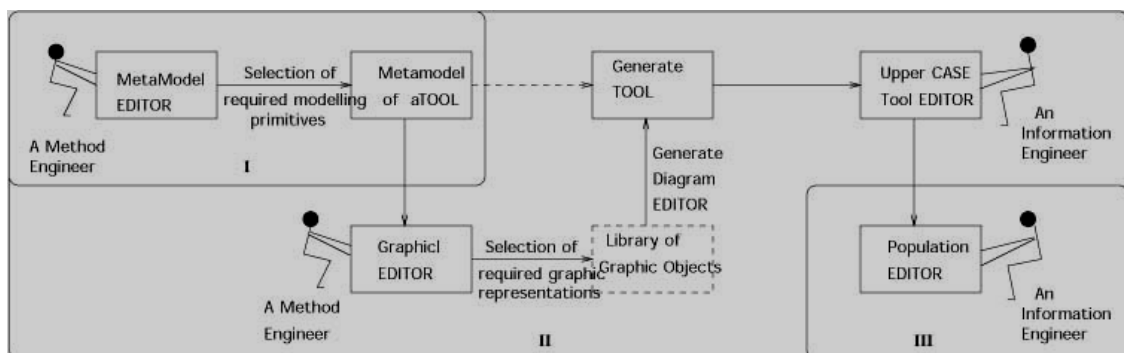 MetaModel
EDITOR
Selection of
required modelling
primitives
Metamodel
of aTOOL
Generate
TOOL
Upper CASE
Tool EDITOR
A Method
Engineer
I
An
Information
Engineer
Generate
Diagram
EDITOR
Graphicl
EDITOR
Selection of
required graphic
representations
Library of
Graphic Objects
Population
EDITOR
A Method
Engineer
II
An
Information
Engineer
III